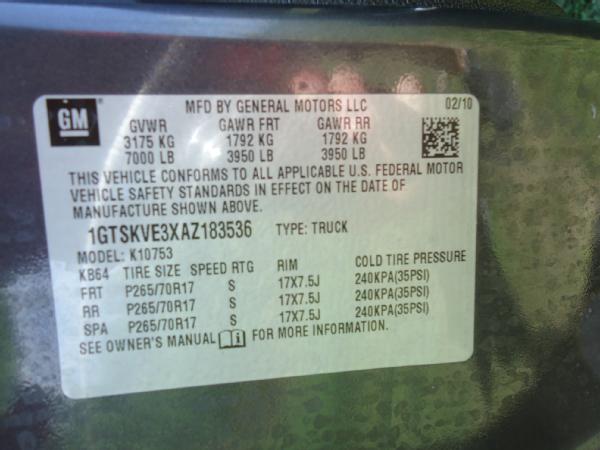 GM
MFD BY GENERAL MOTORS LLC 02/10
GVWR GAWR FRT GAWR RR
3175 KG 1792 KG 1792 KG
7000 LB 3950 LB 3950 LB
THIS VEHICLE CONFORMS TO ALL APPLICABLE U.S. FEDERAL MOTOR
VEHICLE SAFETY STANDARDS IN EFFECT ON THE DATE OF
MANUFACTURE SHOWN ABOVE.
1GTSKVE3XAZ183536 TYPE: TRUCK
MODEL: K10753
KB64 TIRE SIZE SPEED RTG RIM COLD TIRE PRESSURE
FRT P265/70R17 S 17X7.5J 240KPA(35PSI)
RR P265/70R17 S 17X7.5J 240KPA(35PSI)
SPA P265/70R17 S 17X7.5J 240KPA(35PSI)
SEE OWNER'S MANUAL FOR MORE INFORMATION.